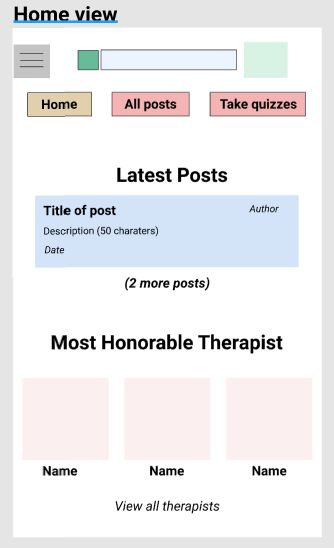 Home view
Home All posts Take quizzes
Latest Posts
Title of post Author
Description (50 charaters)
Date
(2 more posts)
Most Honorable Therapist
Name Name Name
View all therapists